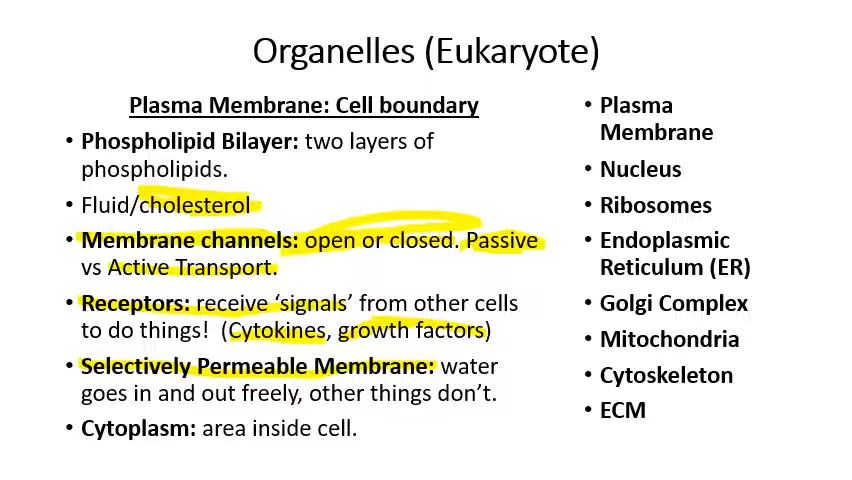 Organelles (Eukaryote)
Plasma Membrane: Cell boundary
• Phospholipid Bilayer: two layers of
phospholipids.
• Fluid/cholesterol
• Membrane channels: open or closed. Passive
vs Active Transport.
• Receptors: receive ‘signals’ from other cells
to do things!  (Cytokines, growth factors)
• Selectively Permeable Membrane: water
goes in and out freely, other things don’t.
• Cytoplasm: area inside cell.
• Plasma
Membrane
• Nucleus
• Ribosomes
• Endoplasmic
Reticulum (ER)
• Golgi Complex
• Mitochondria
• Cytoskeleton
• ECM